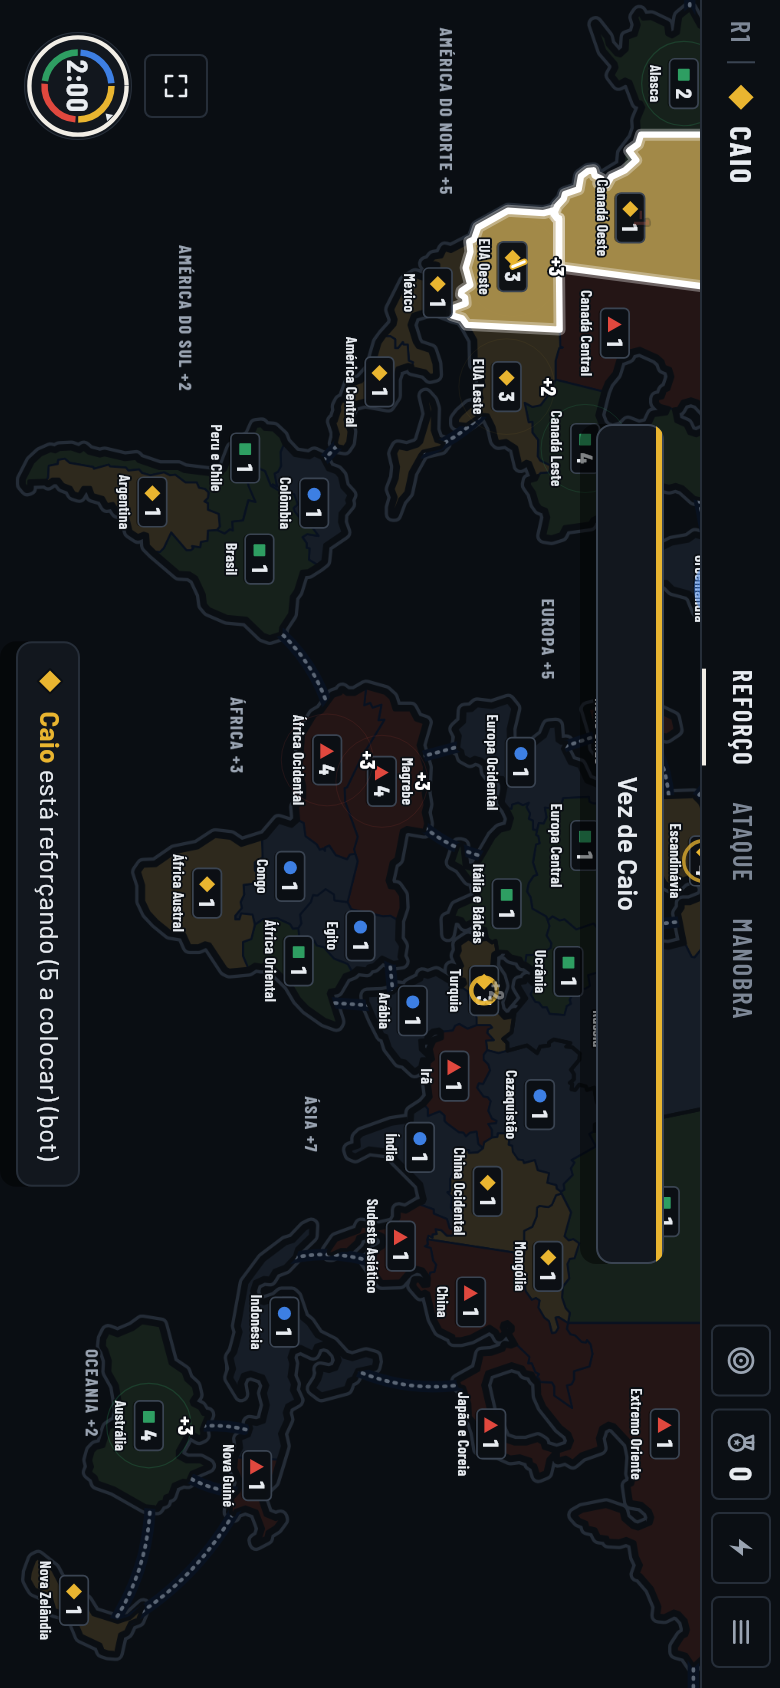 R1
CAIO
REFORÇO
ATAQUE
MANOBRA
0
Alasca
2
Canadá Oeste
1
+3
EUA Oeste
3
Canadá Central
1
México
1
América Central
1
EUA Leste
3
+2
Canadá Leste
4
AMÉRICA DO NORTE +5
AMÉRICA DO SUL +2
Peru e Chile
1
Colômbia
1
Argentina
1
Brasil
1
EUROPA +5
Vez de Caio
Europa Ocidental
1
Europa Central
1
Escandinávia
Itália e Bálcãs
1
Ucrânia
1
Turquia
ÁFRICA +3
África Ocidental
4
+3
Magrebe
4
+3
Congo
1
Egito
1
África Austral
1
África Oriental
1
Arábia
1
Irã
1
Cazaquistão
1
Índia
1
China Ocidental
1
ÁSIA +7
Mongólia
1
1
Sudeste Asiático
1
China
1
Extremo Oriente
1
Japão e Coreia
1
Indonésia
1
OCEANIA +2
Austrália
4
+3
Nova Guiné
1
Nova Zelândia
1
2:00
Caio está reforçando (5 a colocar) (bot)